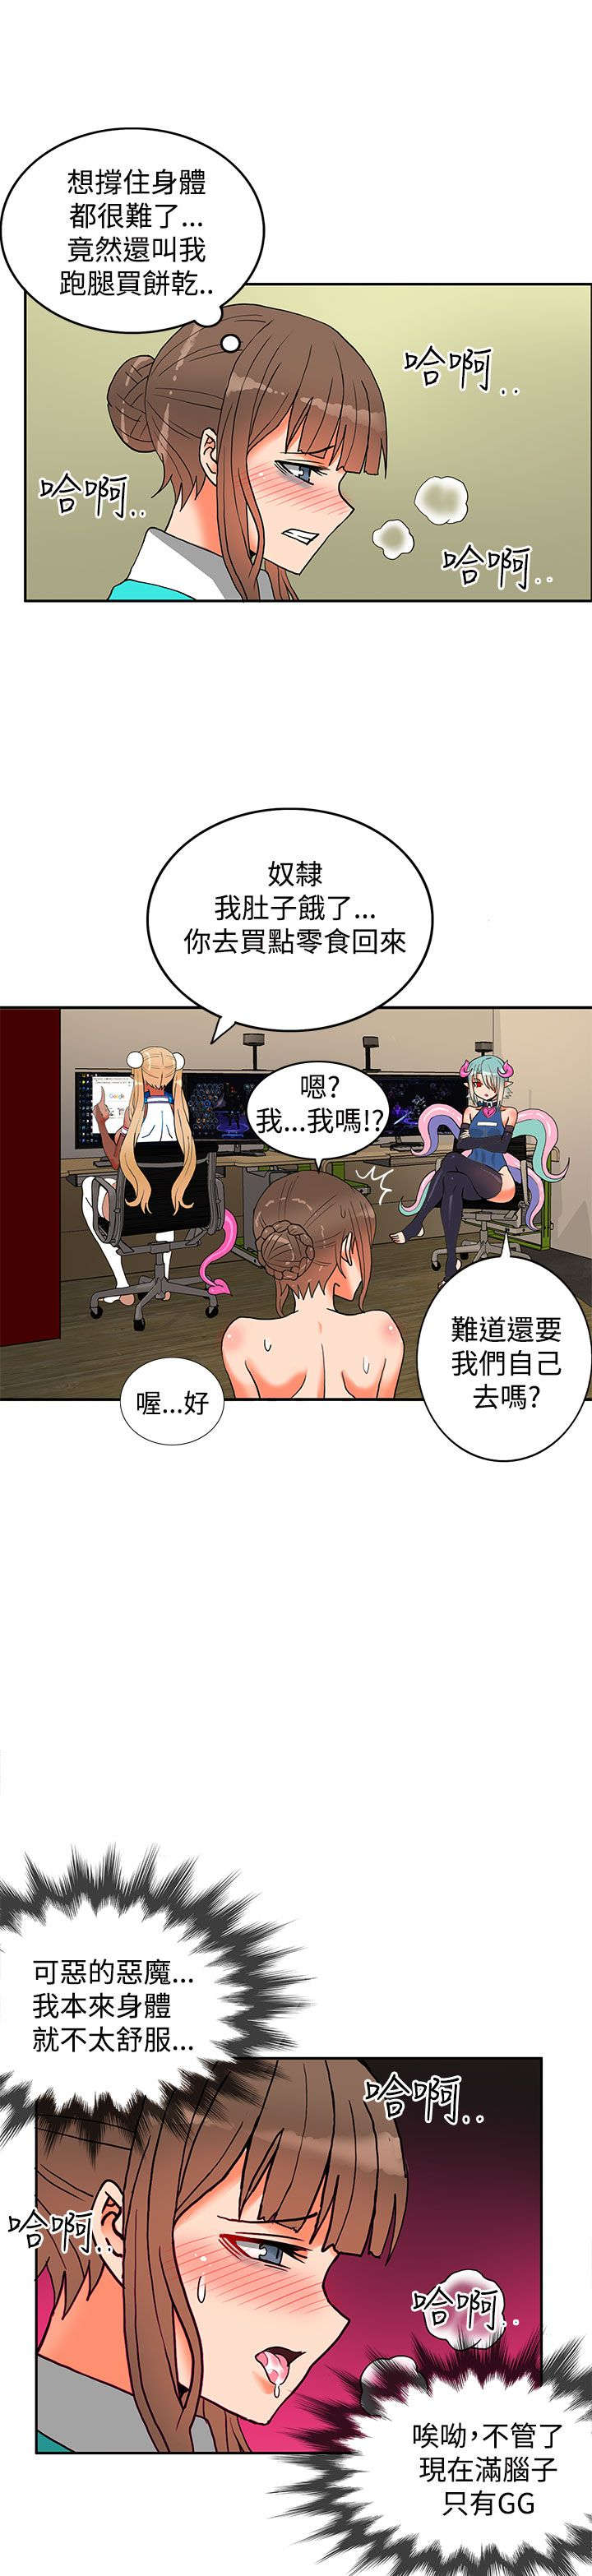 想撐住身體
都很難了...
竟然還叫我
跑腿買餅乾..
哈啊..
哈啊..
哈啊..
奴隸
我肚子餓了...
你去買點零食回來
嗯?
我...我嗎!?
Google
難道還要
我們自己
去嗎?
喔...好
可惡的惡魔...
我本來身體
就不太舒服...
哈啊..
哈啊..
哈啊..
唉呦,不管了
現在滿腦子
只有GG